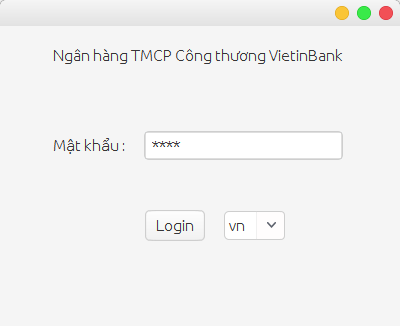 Ngân hàng TMCP Công thương VietinBank
Mật khẩu : ****
Login vn